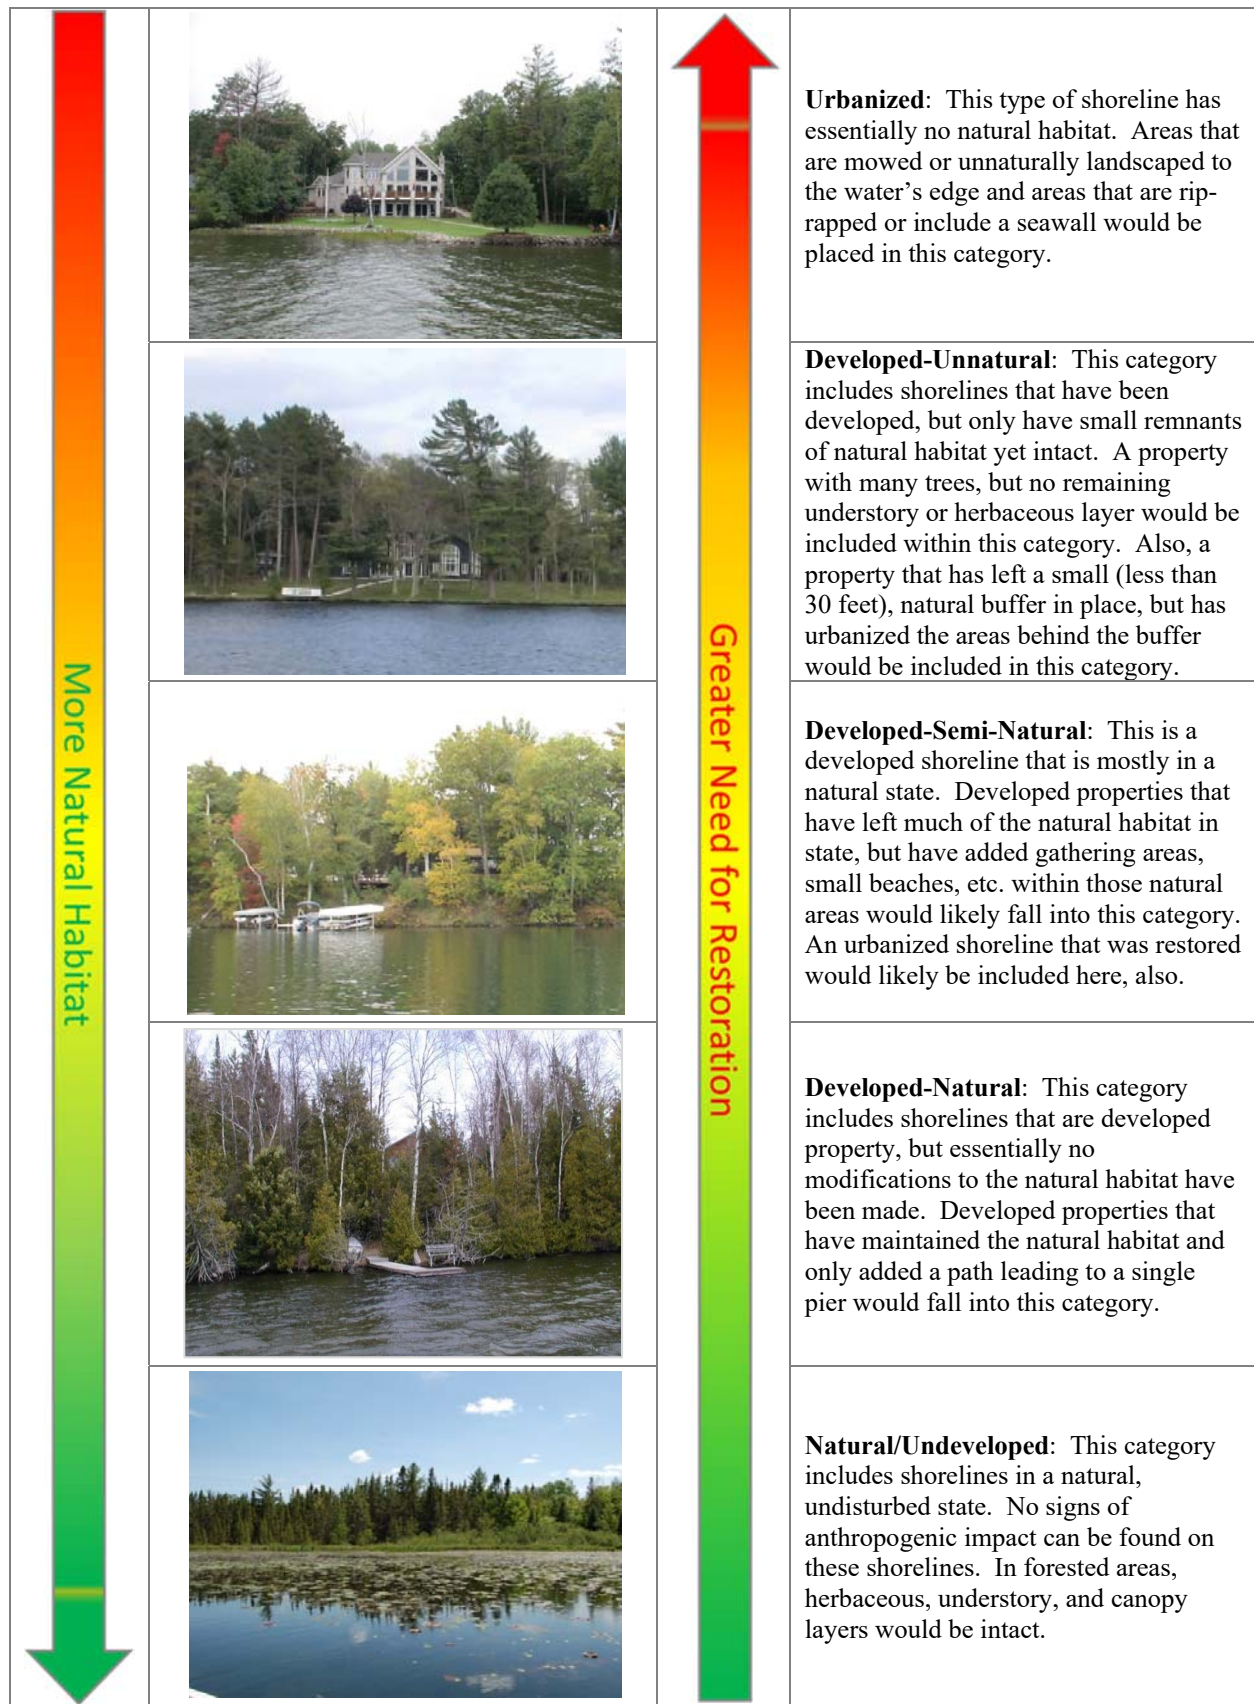 Urbanized: This type of shoreline has
essentially no natural habitat. Areas that
are mowed or unnaturally landscaped to
the water’s edge and areas that are rip-
rapped or include a seawall would be
placed in this category.
Developed-Unnatural: This category
includes shorelines that have been
developed, but only have small remnants
of natural habitat yet intact. A property
with many trees, but no remaining
understory or herbaceous layer would be
included within this category. Also, a
property that has left a small (less than
30 feet), natural buffer in place, but has
urbanized the areas behind the buffer
would be included in this category.
More Natural Habitat
Greater Need for Restoration
Developed-Semi-Natural: This is a
developed shoreline that is mostly in a
natural state. Developed properties that
have left much of the natural habitat in
state, but have added gathering areas,
small beaches, etc. within those natural
areas would likely fall into this category.
An urbanized shoreline that was restored
would likely be included here, also.
Developed-Natural: This category
includes shorelines that are developed
property, but essentially no
modifications to the natural habitat have
been made. Developed properties that
have maintained the natural habitat and
only added a path leading to a single
pier would fall into this category.
Natural/Undeveloped: This category
includes shorelines in a natural,
undisturbed state. No signs of
anthropogenic impact can be found on
these shorelines. In forested areas,
herbaceous, understory, and canopy
layers would be intact.